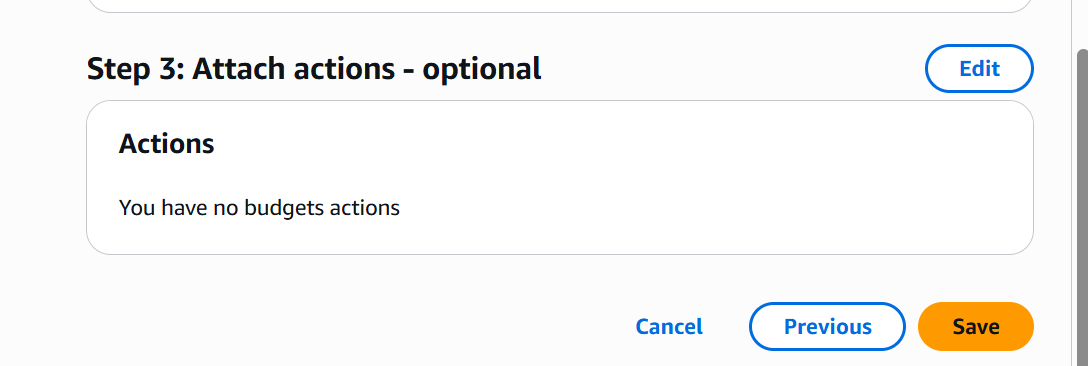 Step 3: Attach actions - optional
Edit
Actions
You have no budgets actions
Cancel
Previous
Save